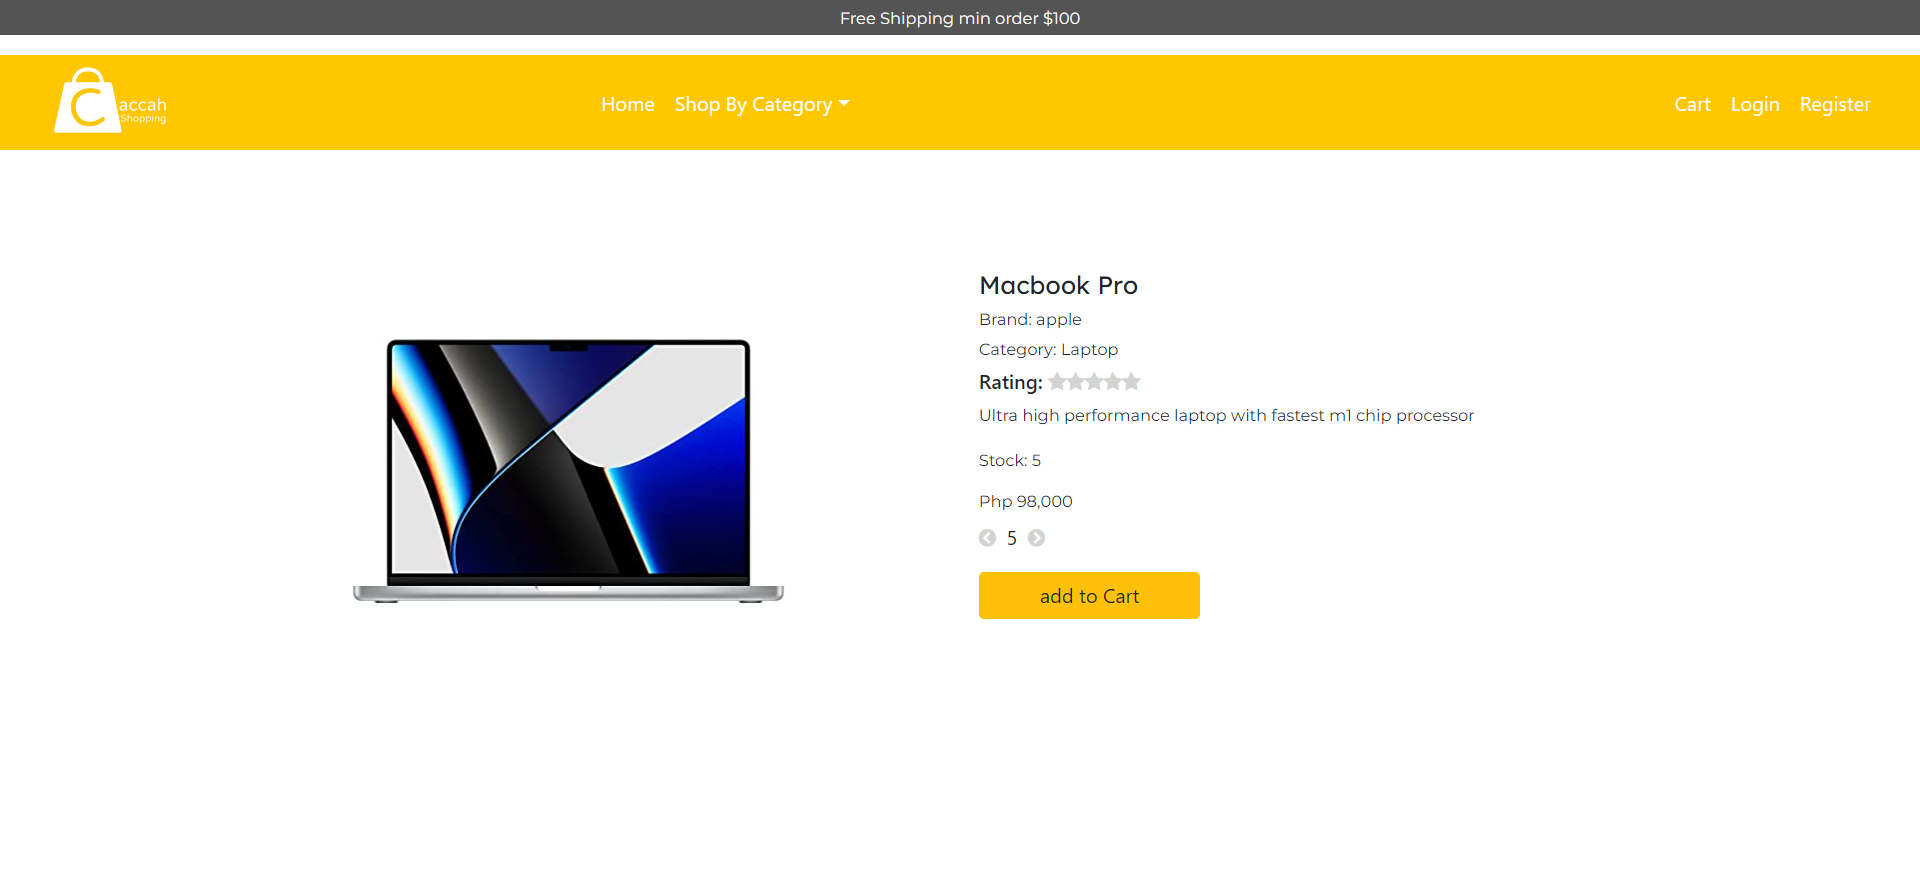 Free Shipping min order $100
C accah
Shopping
Home Shop By Category
Cart Login Register
Macbook Pro
Brand: apple
Category: Laptop
Rating:
Ultra high performance laptop with fastest m1 chip processor
Stock: 5
Php 98,000
5
add to Cart